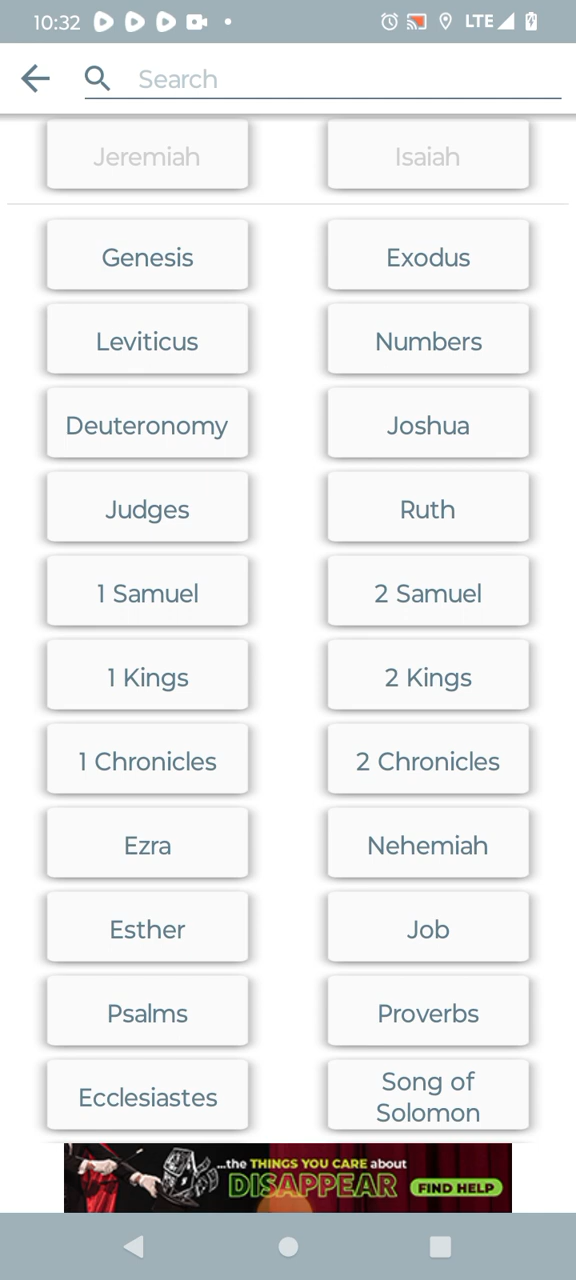 10:32
LTE
Search
Jeremiah
Isaiah
Genesis
Exodus
Leviticus
Numbers
Deuteronomy
Joshua
Judges
Ruth
1 Samuel
2 Samuel
1 Kings
2 Kings
1 Chronicles
2 Chronicles
Ezra
Nehemiah
Esther
Job
Psalms
Proverbs
Ecclesiastes
Song of
Solomon
...the THINGS YOU CARE about
DISAPPEAR
FIND HELP